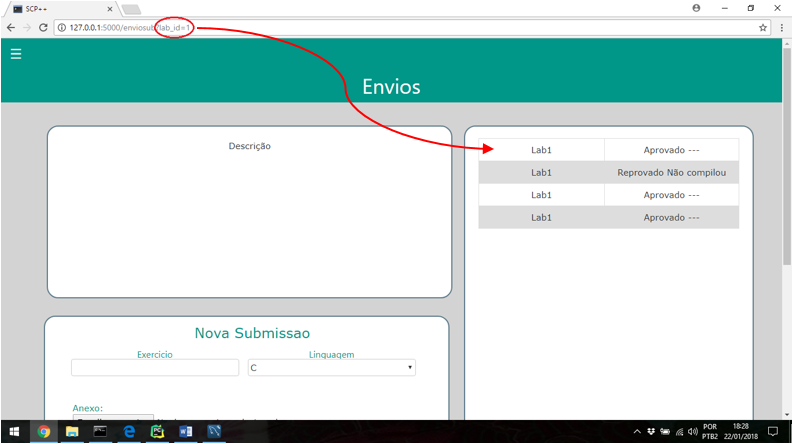 SCP++
127.0.0.1:5000/enviosub?lab_id=1
Envios
Descrição
Lab1 Aprovado ---
Lab1 Reprovado Não compilou
Lab1 Aprovado ---
Lab1 Aprovado ---
Nova Submissao
Exercicio Linguagem
C
Anexo:
POR 18:28
PTB2 22/01/2018